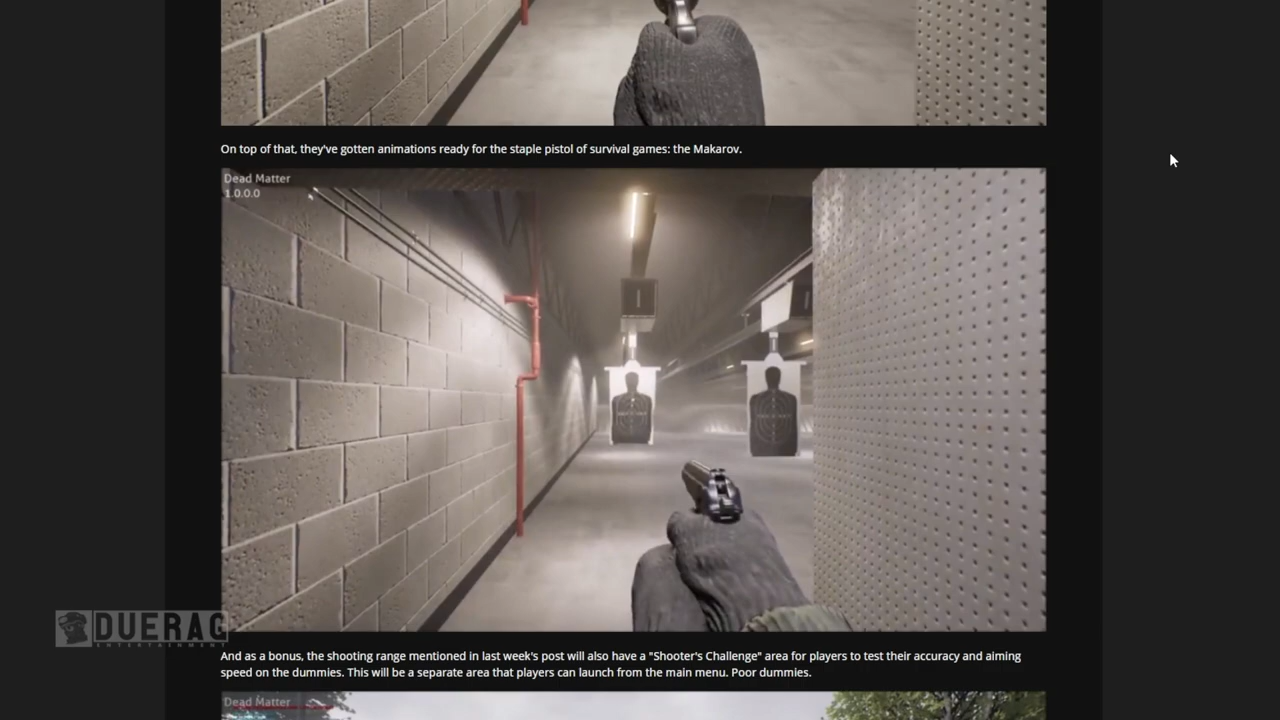 On top of that, they've gotten animations ready for the staple pistol of survival games: the Makarov.
Dead Matter
1.0.0.0
DUERAG
ENTERTAINMENT
And as a bonus, the shooting range mentioned in last week's post will also have a "Shooter's Challenge" area for players to test their accuracy and aiming
speed on the dummies. This will be a separate area that players can launch from the main menu. Poor dummies.
Dead Matter